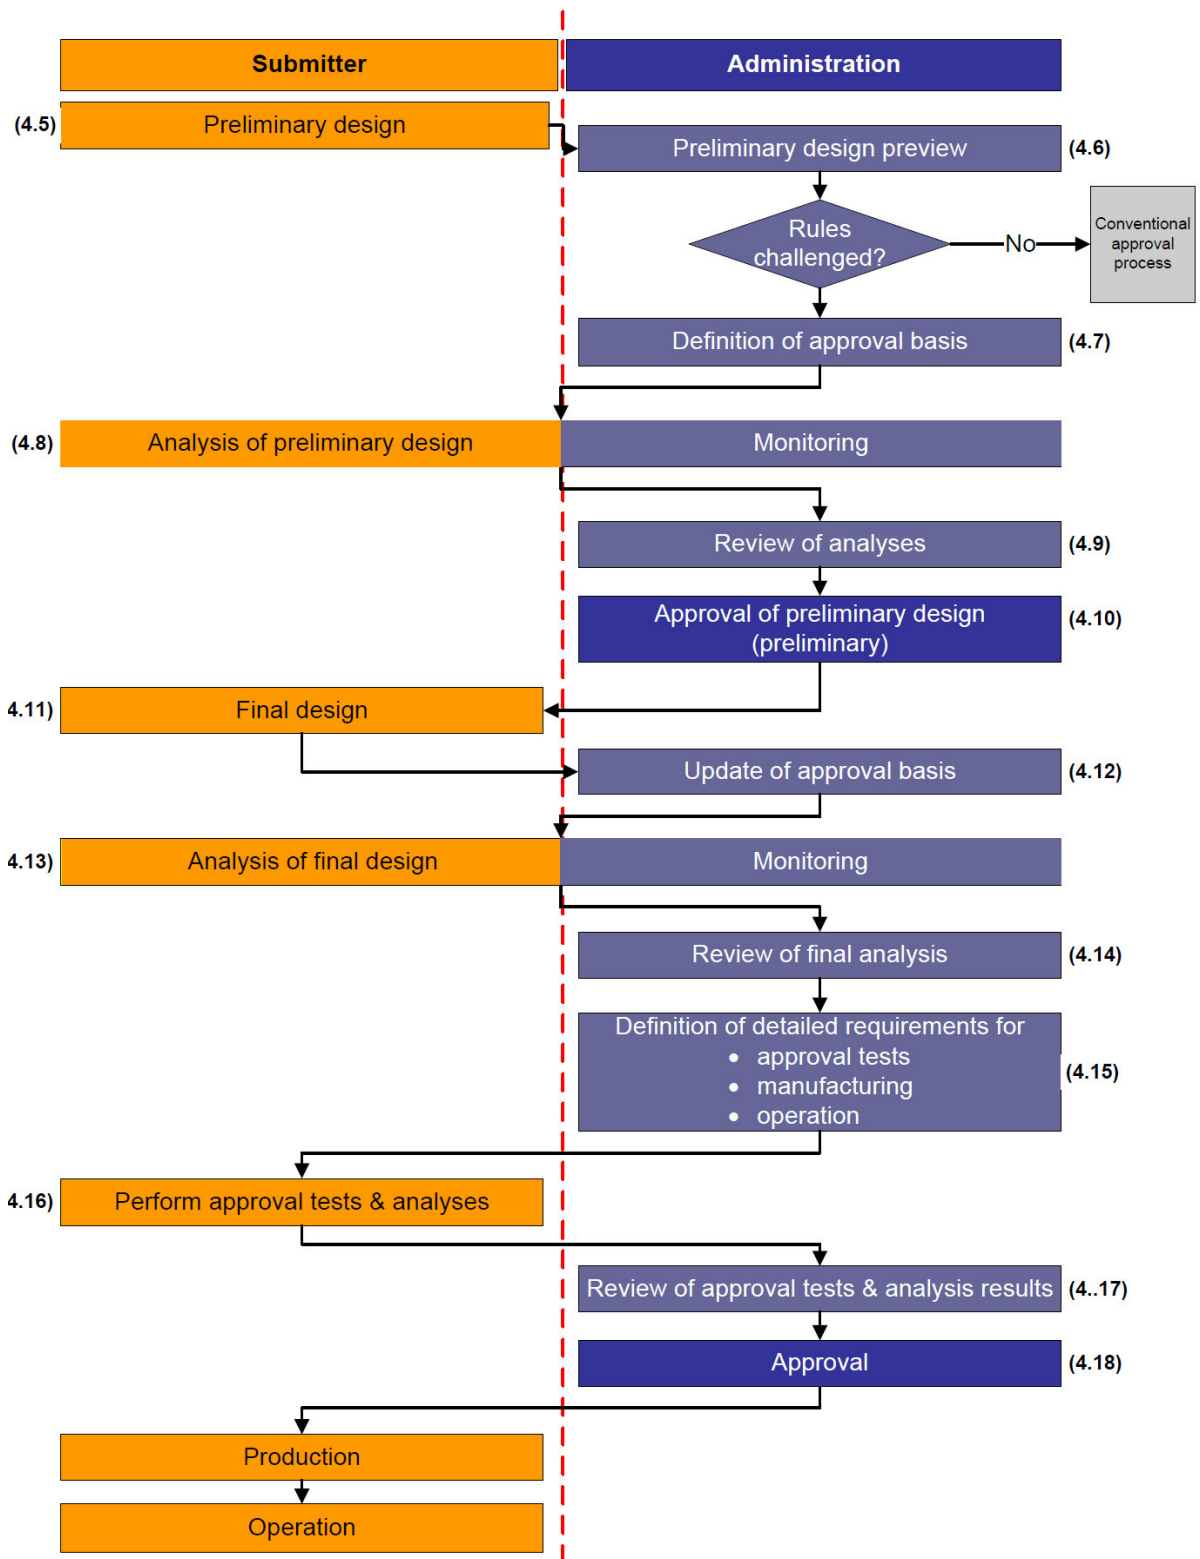 Submitter
Administration
(4.5)
Preliminary design
Preliminary design preview
(4.6)
Rules
challenged?
No
Conventional
approval
process
Definition of approval basis
(4.7)
(4.8)
Analysis of preliminary design
Monitoring
Review of analyses
(4.9)
Approval of preliminary design
(preliminary)
(4.10)
4.11)
Final design
Update of approval basis
(4.12)
4.13)
Analysis of final design
Monitoring
Review of final analysis
(4.14)
Definition of detailed requirements for
• approval tests
• manufacturing
• operation
(4.15)
4.16)
Perform approval tests & analyses
Review of approval tests & analysis results
(4..17)
Approval
(4.18)
Production
Operation